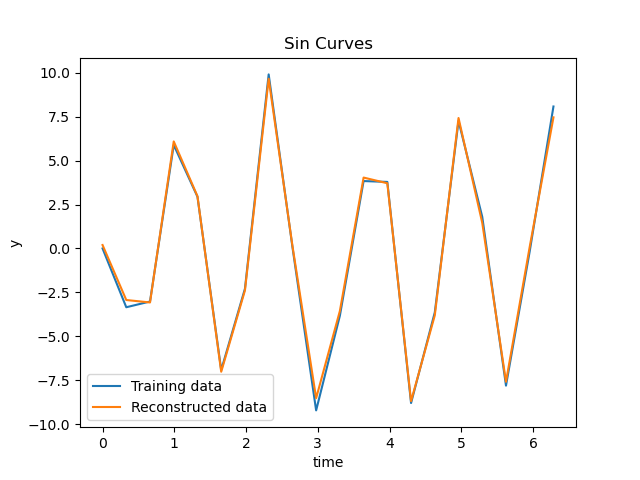 Sin Curves
10.0
7.5
5.0
2.5
0.0
−2.5
−5.0
−7.5
−10.0
y
Training data
Reconstructed data
0 1 2 3 4 5 6
time